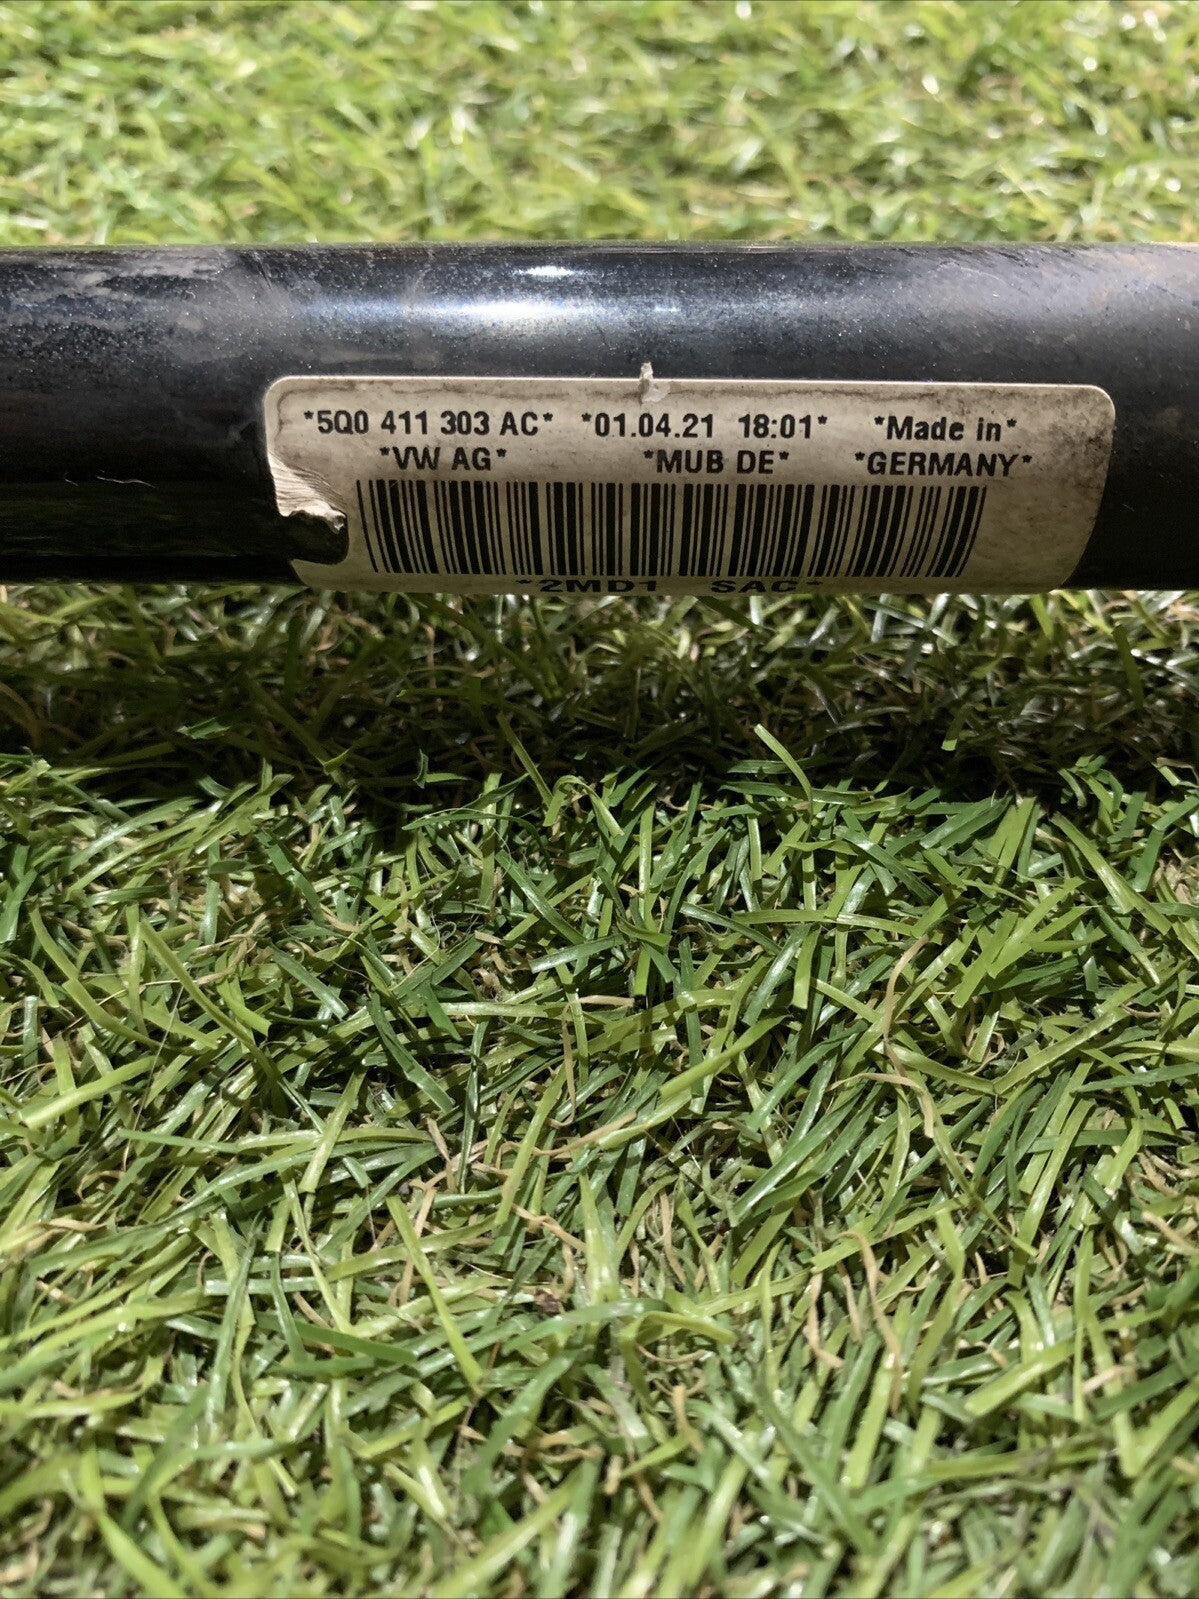 *5Q0 411 303 AC* *01.04.21 18:01* *Made in*
*VW AG* *MUB DE* *GERMANY*
*2MD1 SAC*